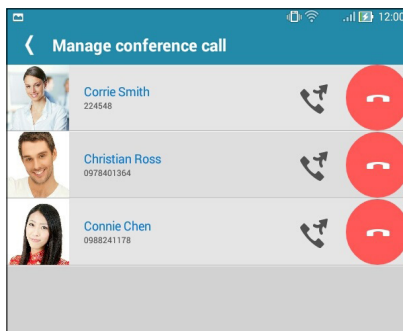 12:00
Manage conference call
Corrie Smith
224548
Christian Ross
0978401364
Connie Chen
0988241178